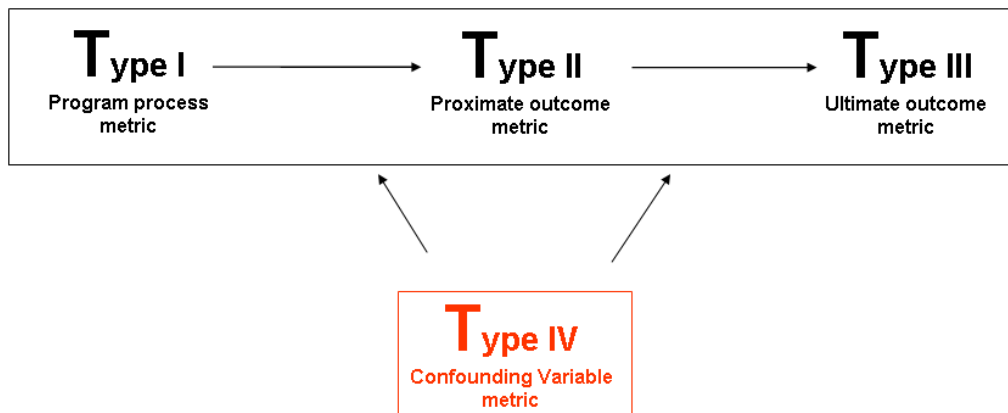 Type I
Program process
metric
Type II
Proximate outcome
metric
Type III
Ultimate outcome
metric
Type IV
Confounding Variable
metric